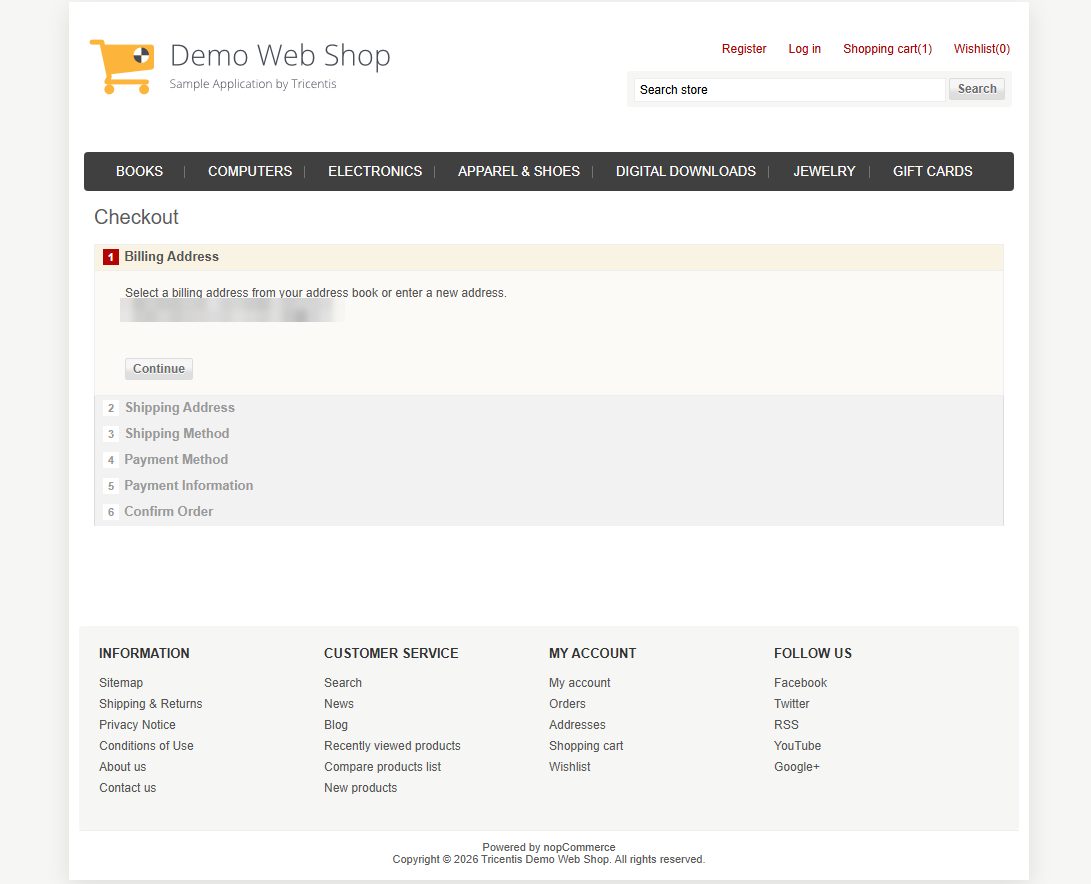 Demo Web Shop
Sample Application by Tricentis
Register Log in Shopping cart(1) Wishlist(0)
Search store Search
BOOKS COMPUTERS ELECTRONICS APPAREL & SHOES DIGITAL DOWNLOADS JEWELRY GIFT CARDS
Checkout
1 Billing Address
Select a billing address from your address book or enter a new address.
Continue
2 Shipping Address
3 Shipping Method
4 Payment Method
5 Payment Information
6 Confirm Order
INFORMATION
Sitemap
Shipping & Returns
Privacy Notice
Conditions of Use
About us
Contact us
CUSTOMER SERVICE
Search
News
Blog
Recently viewed products
Compare products list
New products
MY ACCOUNT
My account
Orders
Addresses
Shopping cart
Wishlist
FOLLOW US
Facebook
Twitter
RSS
YouTube
Google+
Powered by nopCommerce
Copyright © 2026 Tricentis Demo Web Shop. All rights reserved.